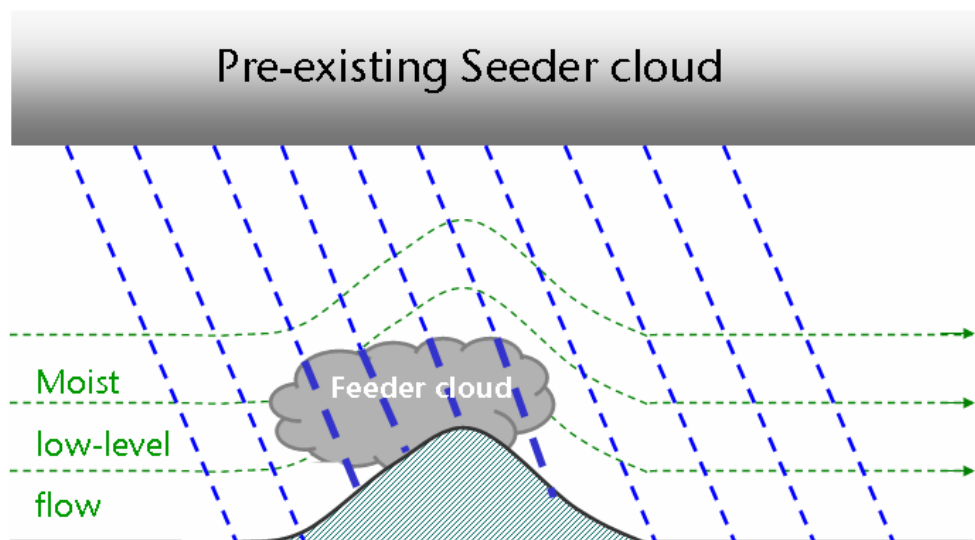 Pre-existing Seeder cloud
Feeder cloud
Moist
low-level
flow